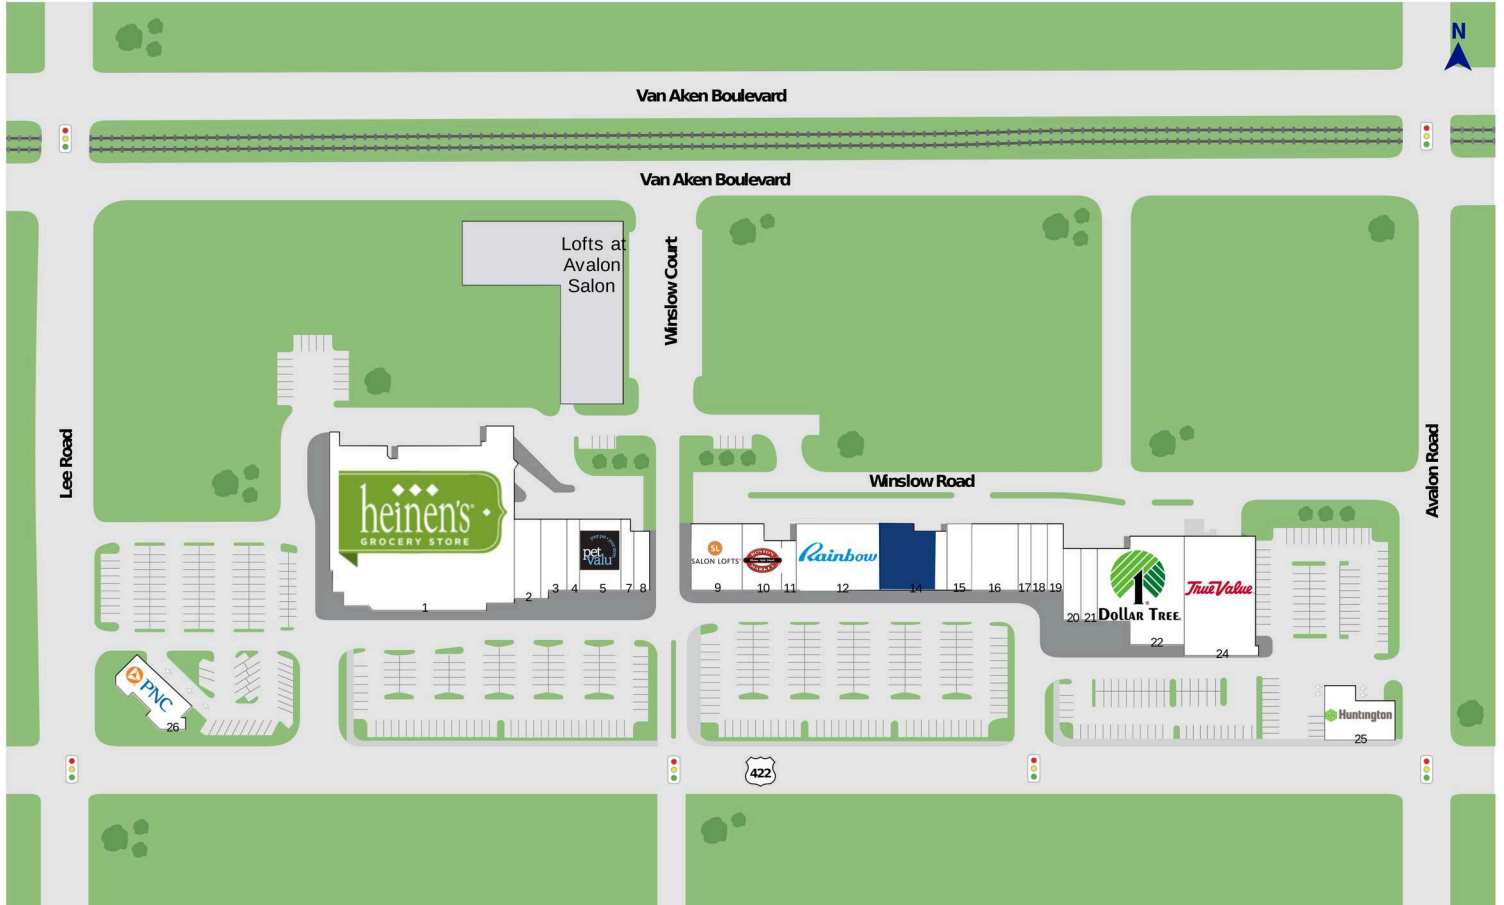 N
Van Aken Boulevard
Van Aken Boulevard
Lofts at
Avalon
Salon
Winslow Court
Lee Road
Avalon Road
Winslow Road
heinen's
GROCERY STORE
pet
valu
SL
SALON LOFTS
BOSTON
MARKET
Rainbow
1
DOLLAR TREE
True Value
1
2
3
4
5
7
8
9
10
11
12
14
15
16
17
18
19
20
21
22
24
PNC
26
Huntington
25
422